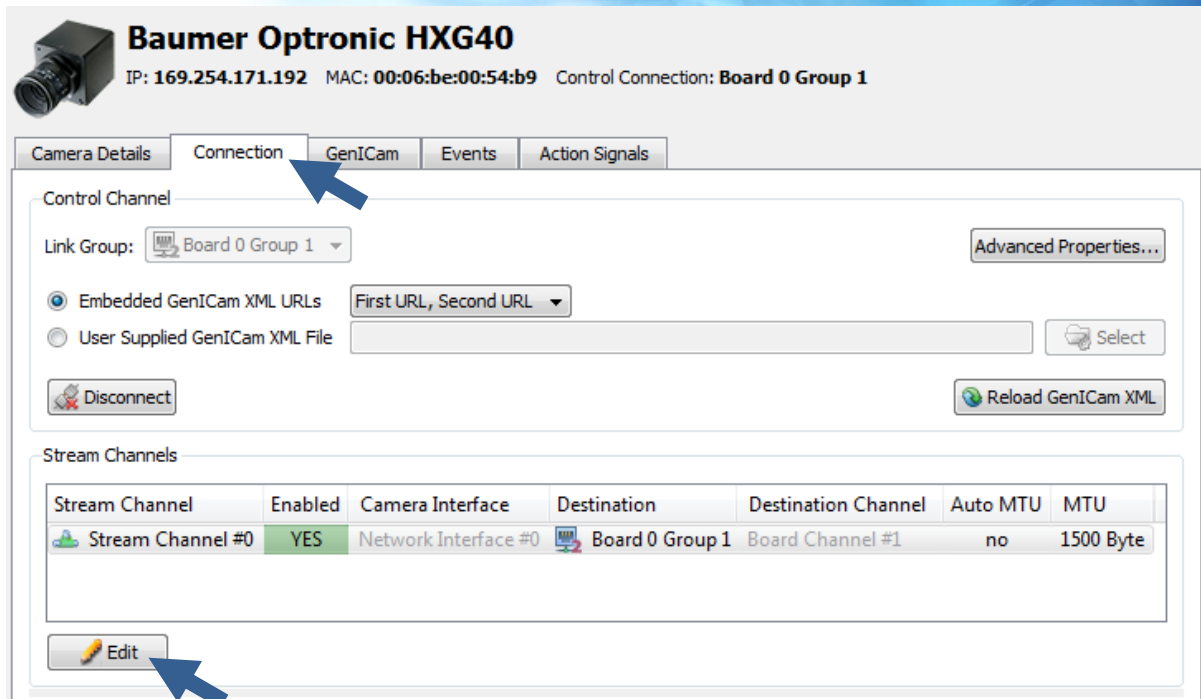 Baumer Optronic HXG40
IP: 169.254.171.192 MAC: 00:06:be:00:54:b9 Control Connection: Board 0 Group 1
Camera Details Connection GenICam Events Action Signals
Control Channel
Link Group: Board 0 Group 1 Advanced Properties...
Embedded GenICam XML URLs First URL, Second URL
User Supplied GenICam XML File Select
Disconnect Reload GenICam XML
Stream Channels
Stream Channel Enabled Camera Interface Destination Destination Channel Auto MTU MTU
Stream Channel #0 YES Network Interface #0 Board 0 Group 1 Board Channel #1 no 1500 Byte
Edit